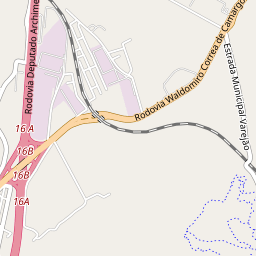 Rodovia Deputado Archime
Rodovia Waldomiro Correa de Camargo
Estrada Municipal Varejão
16 A
16B
16B
16A